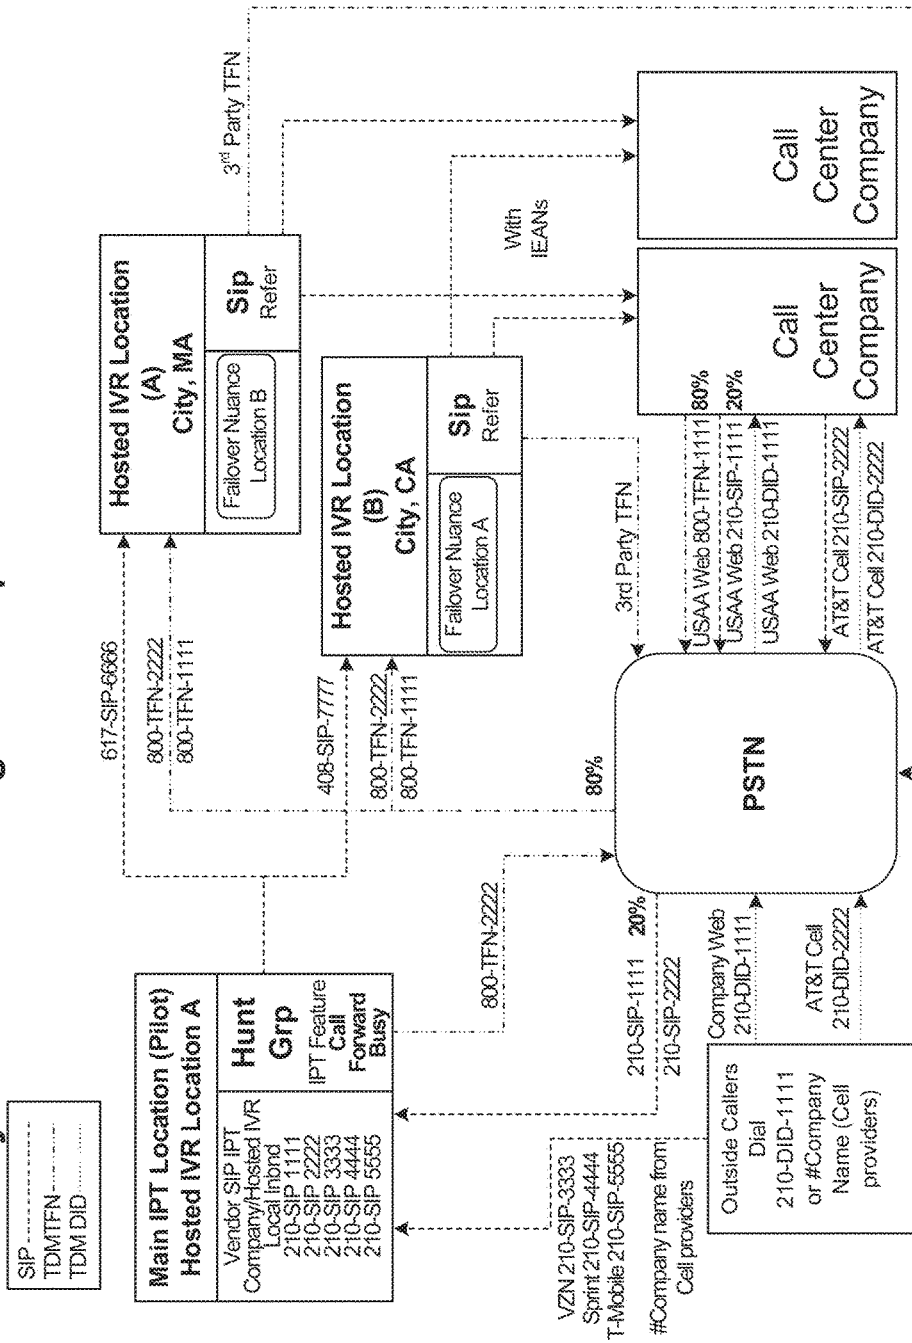 SIP
TDMTFN
TDM DID
Main IPT Location (Pilot)
Hosted IVR Location A
Vendor SIP IPT
Company/Hosted IVR
Local Inbnd
210-SIP 1111
210-SIP 2222
210-SIP 3333
210-SIP 4444
210-SIP 5555
Hunt
Grp
IPT Feature
Call
Forward
Busy
617-SIP-6666
800-TFN-2222
800-TFN-1111
408-SIP-7777
800-TFN-2222
800-TFN-1111
Hosted IVR Location
(A)
City, MA
Failover Nuance
Location B
Sip
Refer
3rd Party TFN
Hosted IVR Location
(B)
City, CA
Failover Nuance
Location A
Sip
Refer
With
IEANs
3rd Party TFN
800-TFN-2222
80%
210-SIP-1111 20%
210-SIP-2222
PSTN
VZN 210-SIP-3333
Sprint 210-SIP-4444
T-Mobile 210-SIP-5555
#Company name from
Cell providers
Outside Callers
Dial
210-DID-1111
or #Company
Name (Cell
providers)
Company Web
210-DID-1111
AT&T Cell
210-DID-2222
USAA Web 800-TFN-1111 80%
USAA Web 210-SIP-1111 20%
USAA Web 210-DID-1111
AT&T Cell 210-SIP-2222
AT&T Cell 210-DID-2222
Call
Center
Company
Call
Center
Company